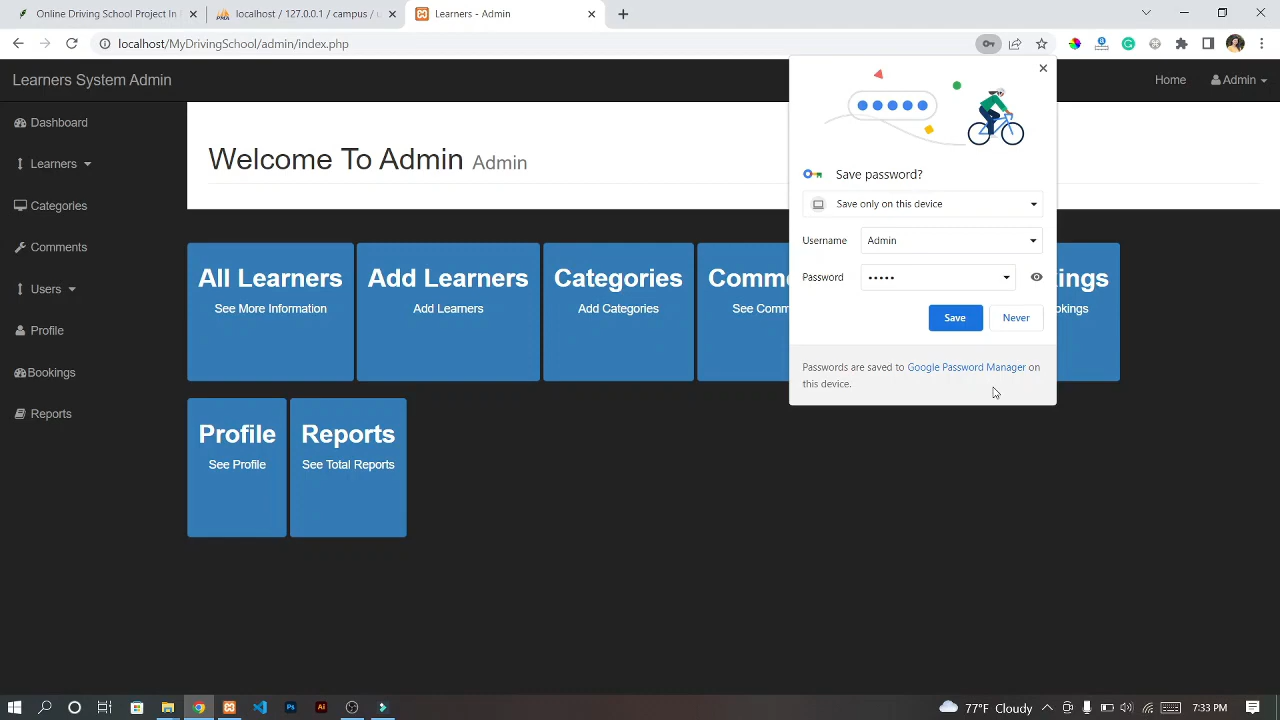 Online Driving School Project In
localhost / 127.0.0.1 / campus / u
Learners - Admin
localhost/MyDrivingSchool/admin/index.php
Learners System Admin
Home
Admin
Dashboard
Learners
Categories
Comments
Users
Profile
Bookings
Reports
Welcome To Admin Admin
All Learners
See More Information
Add Learners
Add Learners
Categories
Add Categories
Comme
See Comm
ings
okings
Profile
See Profile
Reports
See Total Reports
Save password?
Save only on this device
Username
Admin
Password
•••••
Save
Never
Passwords are saved to Google Password Manager on
this device.
Ps
Ai
77°F Cloudy
7:33 PM